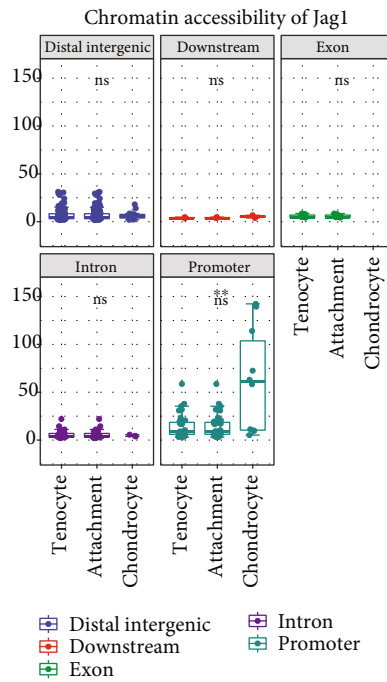 Chromatin accessibility of Jag1
Distal intergenic Downstream Exon
ns ns ns
150
100
50
0
Intron Promoter
ns ** ns
150
100
50
0
Tenocyte Attachment Chondrocyte
Tenocyte Attachment Chondrocyte
Tenocyte Attachment Chondrocyte
Distal intergenic Intron
Downstream Promoter
Exon